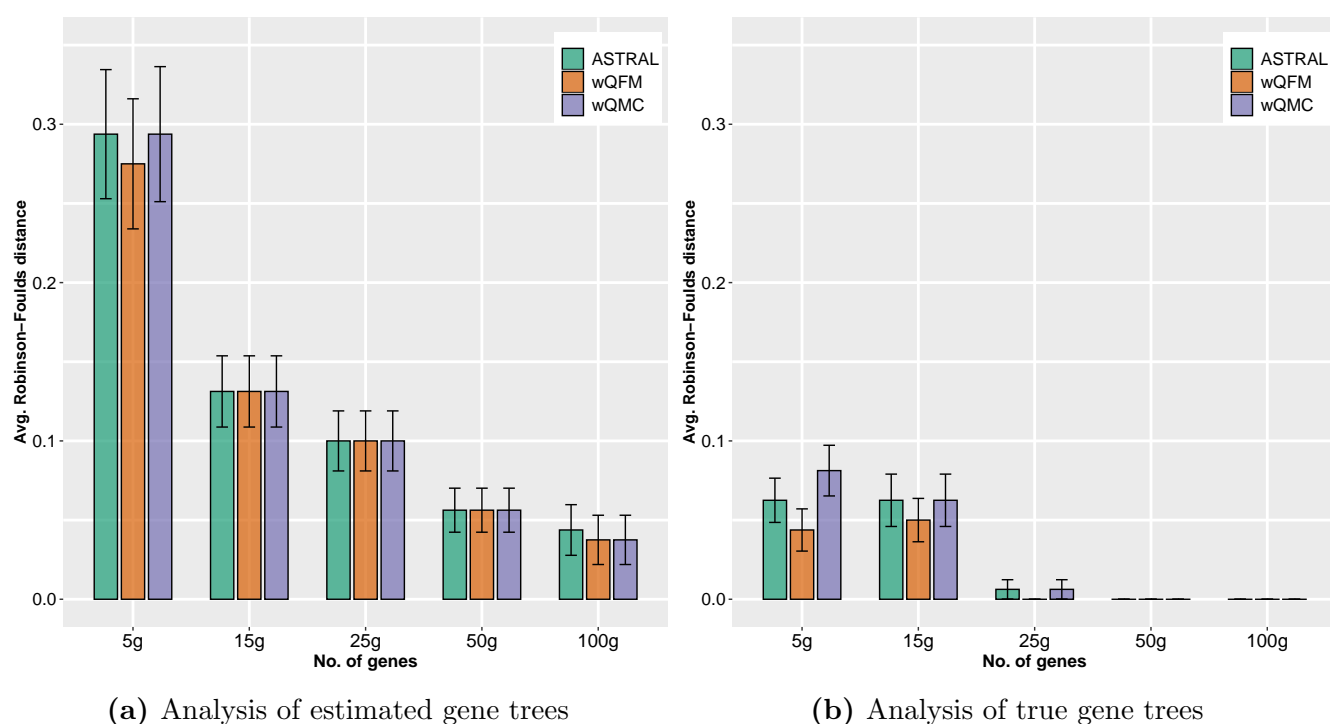 Avg. Robinson−Foulds distance
0.3
0.2
0.1
0.0
ASTRAL
wQFM
wQMC
5g 15g 25g 50g 100g
No. of genes
(a) Analysis of estimated gene trees
Avg. Robinson−Foulds distance
0.3
0.2
0.1
0.0
ASTRAL
wQFM
wQMC
5g 15g 25g 50g 100g
No. of genes
(b) Analysis of true gene trees